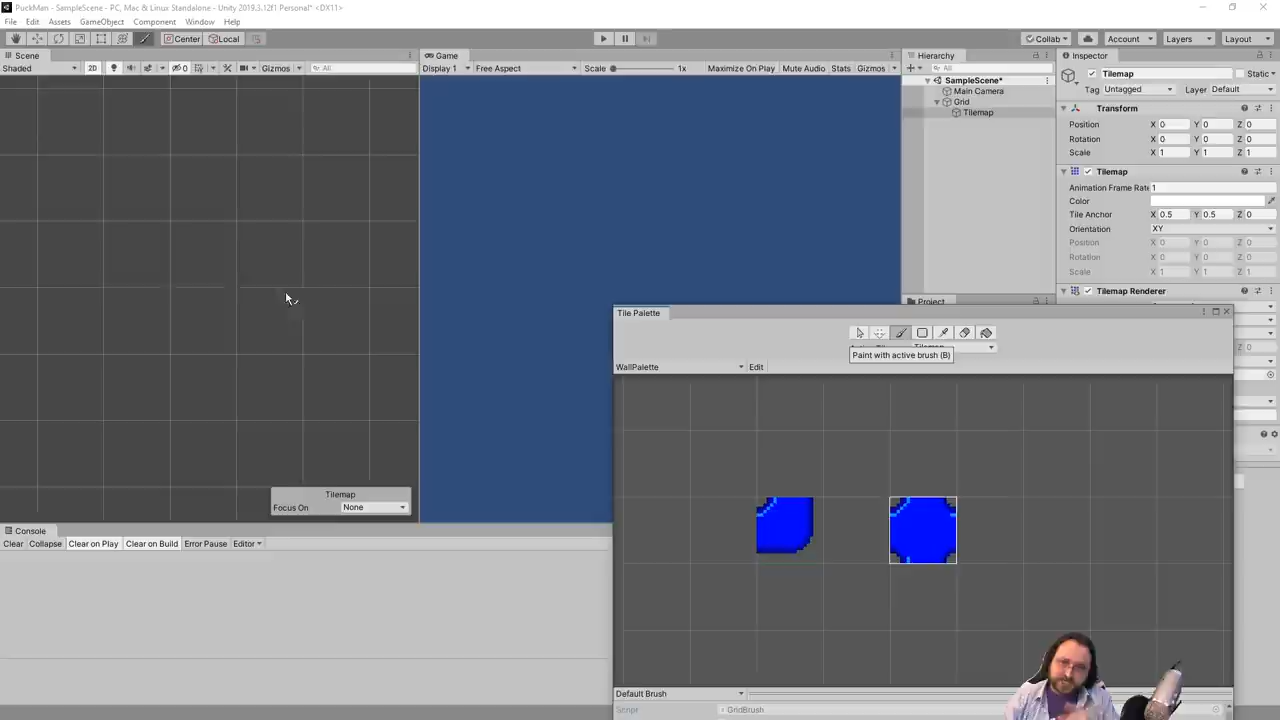 PuckMan - SampleScene - PC, Mac & Linux Standalone - Unity 2019.3.12f1 Personal* <DX11>
File Edit Assets GameObject Component Window Help
Center Local Collab Account Layers Layout
Scene Game Hierarchy Inspector
Shaded 2D 0 Gizmos All Display 1 Free Aspect Scale 1x Maximize On Play Mute Audio Stats Gizmos All
Tilemap Static
SampleScene*
Main Camera
Grid
Tilemap
Tag Untagged Layer Default
Transform
Position X 0 Y 0 Z 0
Rotation X 0 Y 0 Z 0
Scale X 1 Y 1 Z 1
Tilemap
Animation Frame Rate 1
Color
Tile Anchor X 0.5 Y 0.5 Z 0
Orientation XY
Position X 0 Y 0 Z 0
Rotation X 0 Y 0 Z 0
Scale X 1 Y 1 Z 1
Tilemap Renderer
Project
Tile Palette
Paint with active brush (B)
WallPalette Edit
Tilemap
Focus On None
Console
Clear Collapse Clear on Play Clear on Build Error Pause Editor
Default Brush
Script GridBrush